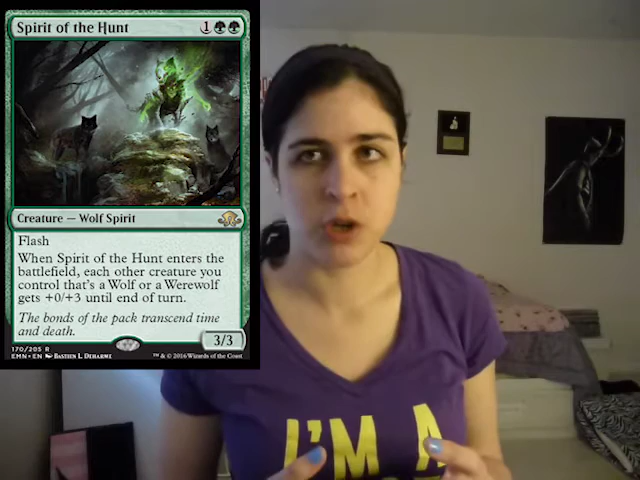 Spirit of the Hunt 1
Creature — Wolf Spirit
Flash
When Spirit of the Hunt enters the
battlefield, each other creature you
control that's a Wolf or a Werewolf
gets +0/+3 until end of turn.
The bonds of the pack transcend time
and death.
3/3
170/205 R
EMN • EN Bastien L. Deharme ™ & © 2016 Wizards of the Coast
I'M A